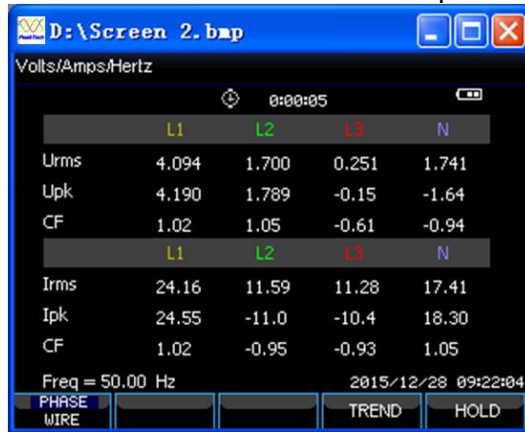 PeakTech D:\Screen 2.bmp
Volts/Amps/Hertz
0:00:05
L1 L2 L3 N
Urms 4.094 1.700 0.251 1.741
Upk 4.190 1.789 -0.15 -1.64
CF 1.02 1.05 -0.61 -0.94
L1 L2 L3 N
Irms 24.16 11.59 11.28 17.41
Ipk 24.55 -11.0 -10.4 18.30
CF 1.02 -0.95 -0.93 1.05
Freq = 50.00 Hz 2015/12/28 09:22:04
PHASE TREND HOLD
WIRE